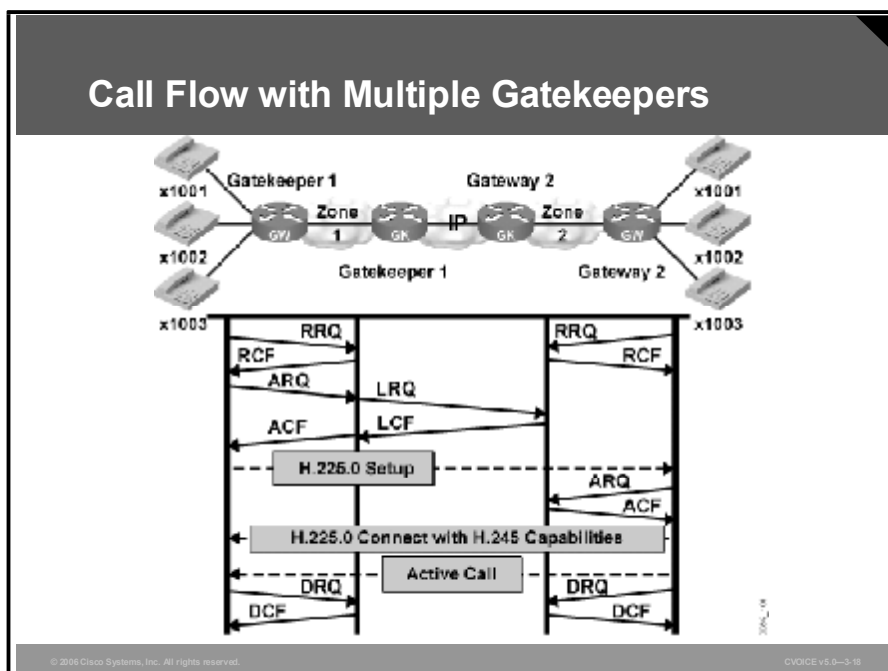 Call Flow with Multiple Gatekeepers
x1001
Gatekeeper 1
Gateway 2
x1001
GW
Zone
1
GK
IP
GK
Zone
2
GW
x1002
x1002
Gatekeeper 1
Gateway 2
x1003
x1003
RRQ
RRQ
RCF
RCF
ARQ
LRQ
ACF
LCF
H.225.0 Setup
ARQ
ACF
H.225.0 Connect with H.245 Capabilities
Active Call
DRQ
DRQ
DCF
DCF
© 2006 Cisco Systems, Inc. All rights reserved.
CVOICE v5.0—3-18